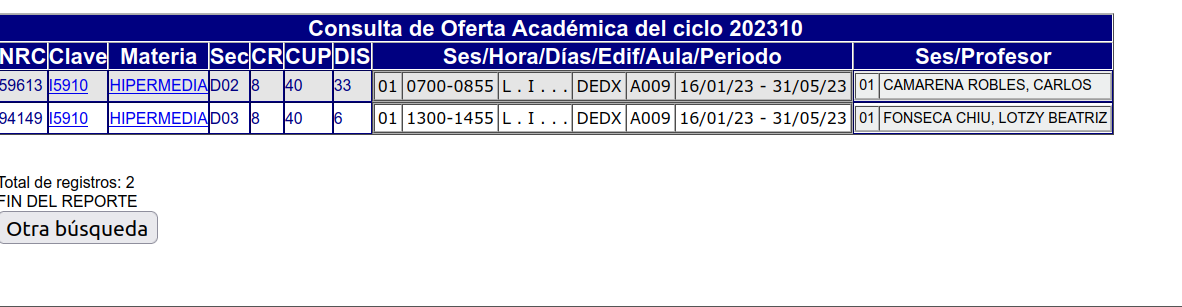 Consulta de Oferta Académica del ciclo 202310
NRC Clave Materia Sec CR CUP DIS Ses/Hora/Días/Edif/Aula/Periodo Ses/Profesor
59613 I5910 HIPERMEDIA D02 8 40 33 01 0700-0855 L . I . . . DEDX A009 16/01/23 - 31/05/23 01 CAMARENA ROBLES, CARLOS
94149 I5910 HIPERMEDIA D03 8 40 6 01 1300-1455 L . I . . . DEDX A009 16/01/23 - 31/05/23 01 FONSECA CHIU, LOTZY BEATRIZ
Total de registros: 2
FIN DEL REPORTE
Otra búsqueda